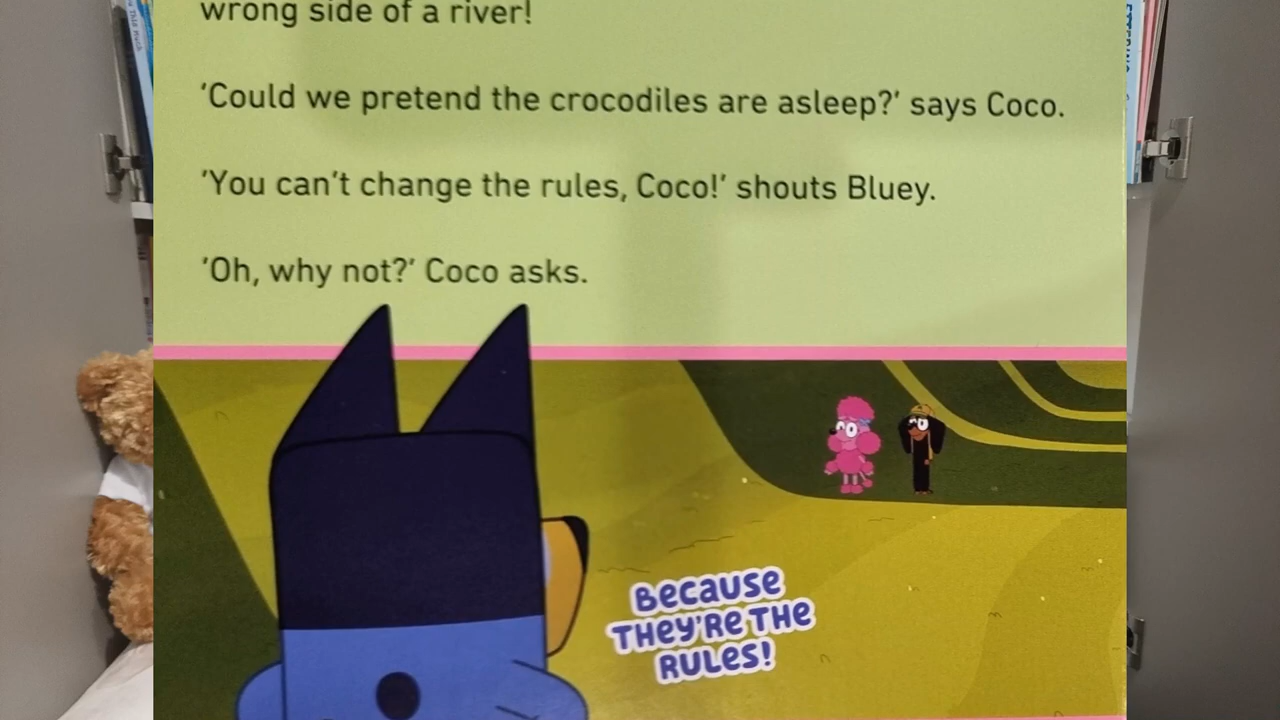 wrong side of a river!
'Could we pretend the crocodiles are asleep?' says Coco.
'You can't change the rules, Coco!' shouts Bluey.
'Oh, why not?' Coco asks.
BECAUSE
THEY'RE THE
RULES!